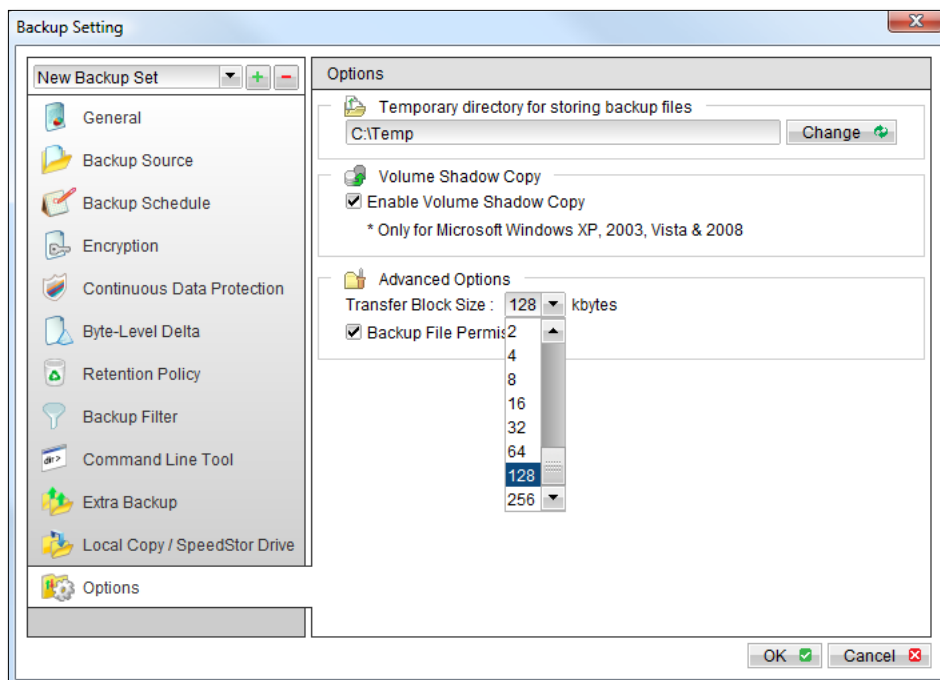 Backup Setting
New Backup Set
General
Backup Source
Backup Schedule
Encryption
Continuous Data Protection
Byte-Level Delta
Retention Policy
Backup Filter
dir>
Command Line Tool
Extra Backup
Local Copy / SpeedStor Drive
Options
Options
Temporary directory for storing backup files
C:\Temp
Change
Volume Shadow Copy
Enable Volume Shadow Copy
* Only for Microsoft Windows XP, 2003, Vista & 2008
Advanced Options
Transfer Block Size : 128 kbytes
Backup File Permis
2
4
8
16
32
64
128
256
OK
Cancel